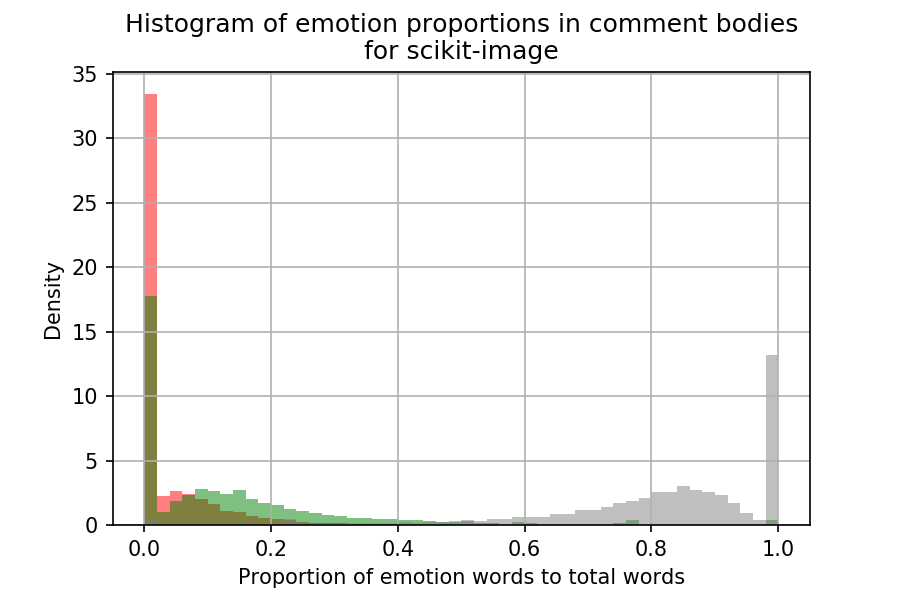 Histogram of emotion proportions in comment bodies
for scikit-image
35
30
25
20
15
10
5
0
Density
0.0 0.2 0.4 0.6 0.8 1.0
Proportion of emotion words to total words